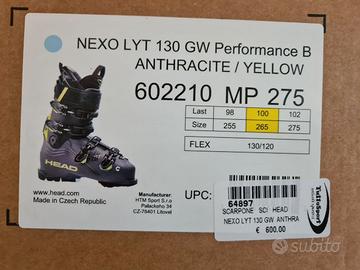 NEXO LYT 130 GW Performance B
ANTHRACITE / YELLOW
602210 MP 275
Last 98 100 102
Size 255 265 275
FLEX 130/120
HEAD
www.head.com
Made in Czech Republic
Manufacturer:
HTM Sport S.r.o
Palackeho 34
CZ-78401 Litovel
UPC:
TuttoSport
64897
SCARPONE SCI HEAD
NEXO LYT 130 GW ANTHRA
€ 600.00
subito